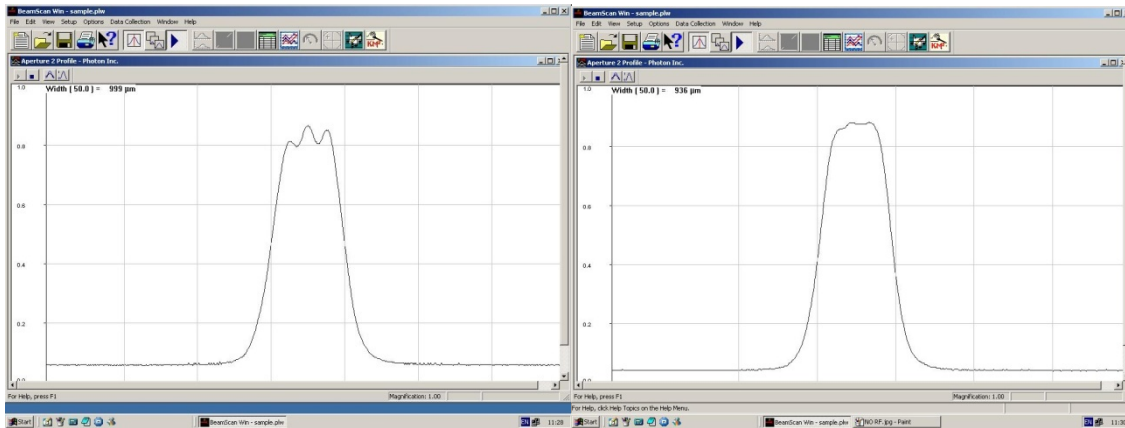 BeamScan Win - sample.plw
File Edit View Setup Options Data Collection Window Help
Aperture 2 Profile - Photon Inc.
Width ( 50.0 ) = 999 µm
1.0
0.8
0.6
0.4
0.2
0.0
For Help, press F1
Magnification: 1.00
Start
BeamScan Win - sample.plw
EN
11:28
BeamScan Win - sample.plw
File Edit View Setup Options Data Collection Window Help
Aperture 2 Profile - Photon Inc.
Width ( 50.0 ) = 936 µm
1.0
0.8
0.6
0.4
0.2
0.0
For Help, press F1
Magnification: 1.00
For Help, click Help Topics on the Help Menu.
Start
BeamScan Win - sample.plw
NO RF.jpg - Paint
EN